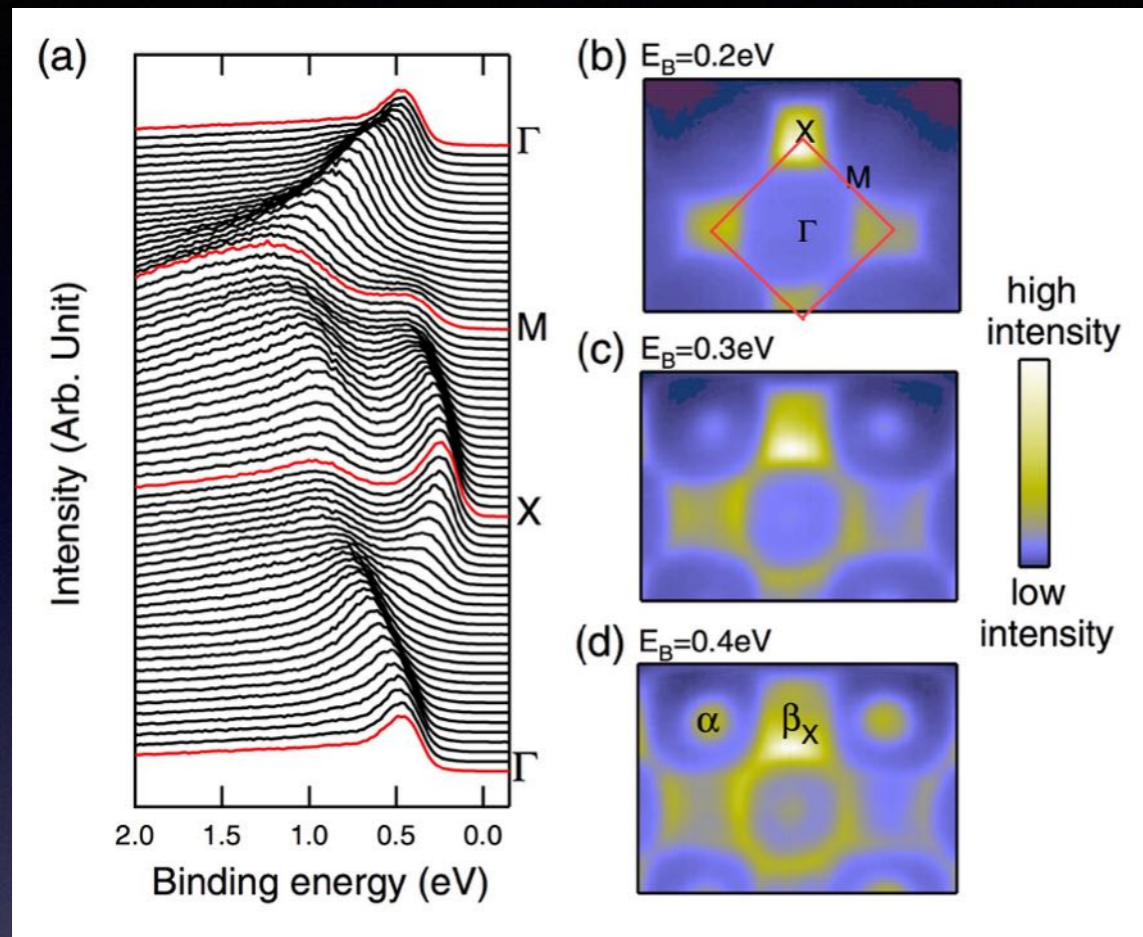 (a)
Intensity (Arb. Unit)
Γ
M
X
Γ
2.0 1.5 1.0 0.5 0.0
Binding energy (eV)
(b) E_B=0.2eV
X
M
Γ
(c) E_B=0.3eV
(d) E_B=0.4eV
α β X
high
intensity
low
intensity